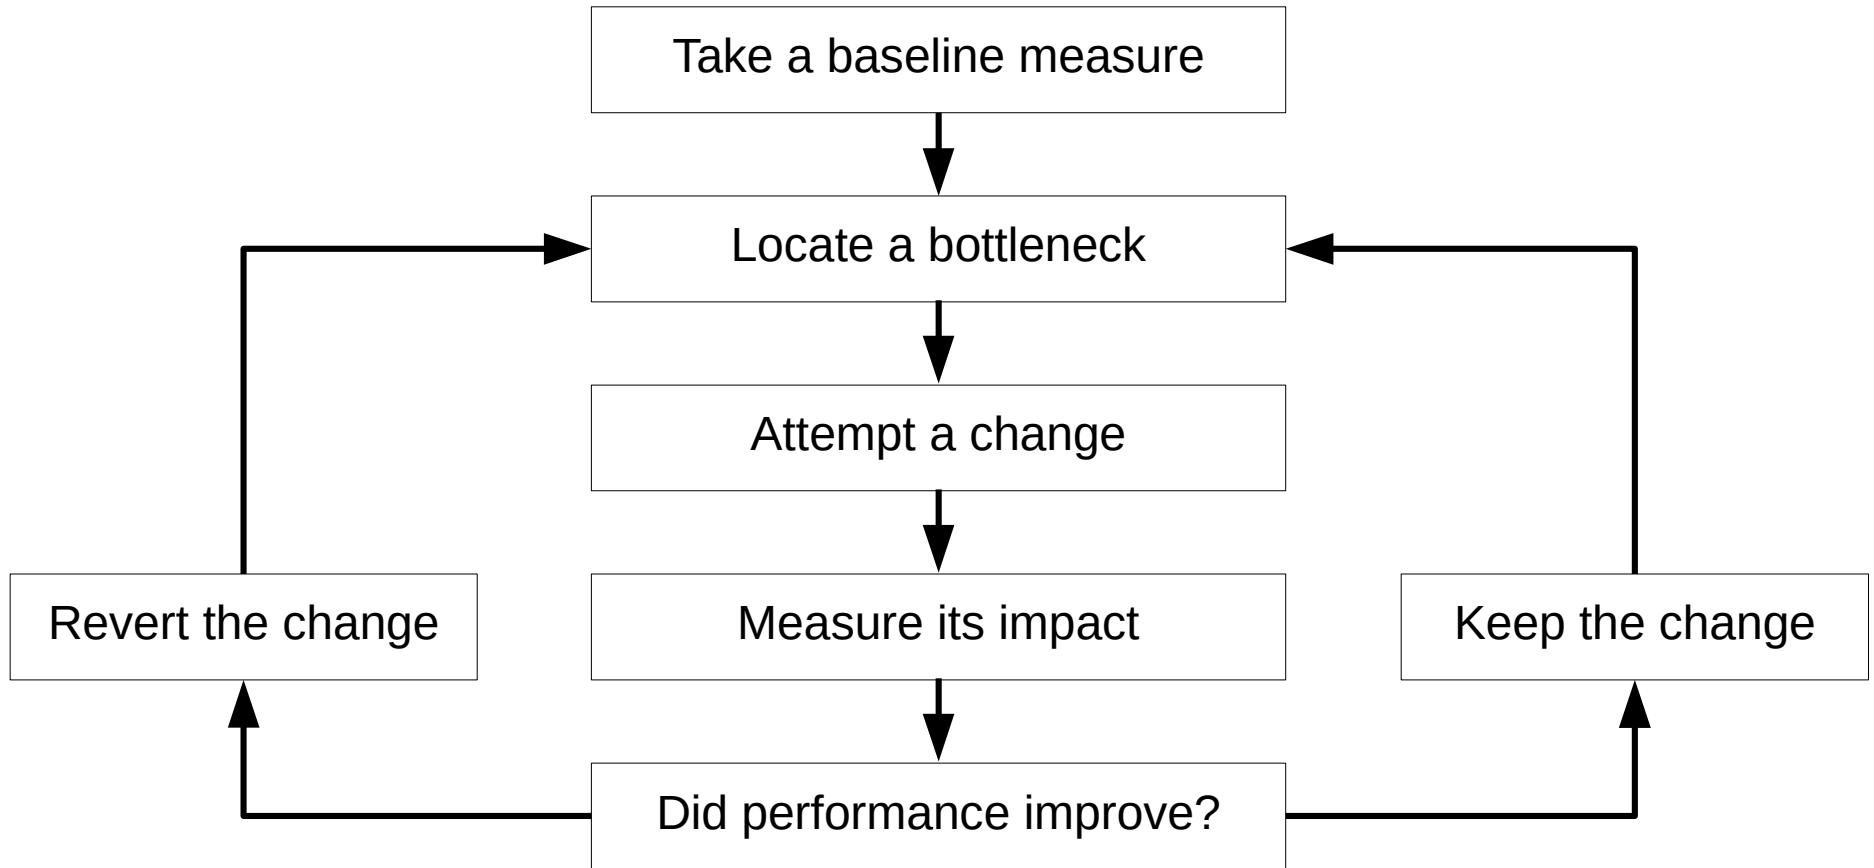 Take a baseline measure
Locate a bottleneck
Attempt a change
Revert the change
Measure its impact
Keep the change
Did performance improve?